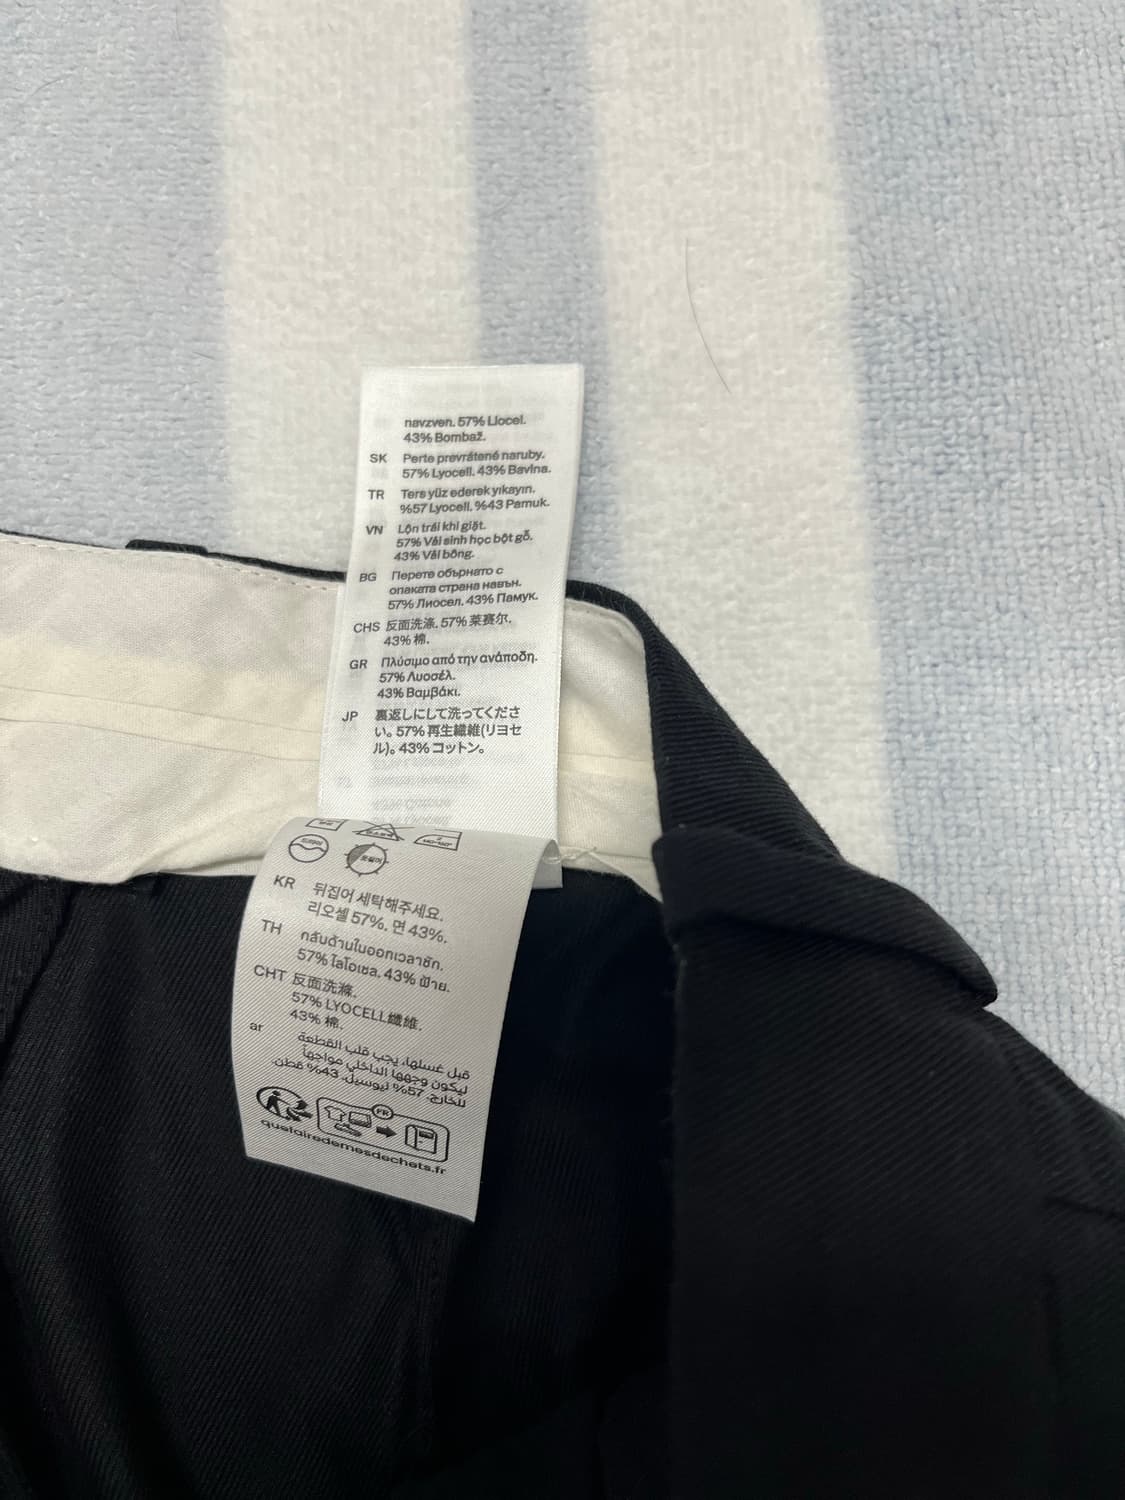 navzven. 57% Liocel.
43% Bombaž.
SK Perte prevrátené naruby.
57% Lyocell. 43% Bavlna.
TR Ters yüz ederek yıkayın.
%57 Lyocell. %43 Pamuk.
VN Lộn trái khi giặt.
57% Vải sinh học bột gỗ.
43% Vải bông.
BG Перете обърнато с
опаката страна навън.
57% Лиосел. 43% Памук.
CHS 反面洗涤. 57% 莱赛尔.
43% 棉.
GR Πλύσιμο από την ανάποδη.
57% Λυοσέλ.
43% Βαμβάκι.
JP 裏返しにして洗ってくださ
い。57% 再生繊維(リヨセ
ル)。43% コットン。
KR 뒤집어 세탁해주세요.
리오셀 57%. 면 43%.
TH กลับด้านในออกเวลาซัก.
57% ไลโอเซล. 43% ฝ้าย.
CHT 反面洗滌.
57% LYOCELL纖維.
43% 棉.
ar قبل غسلها، يجب قلب القطعة
ليكون وجهها الداخلي مواجهاً
للخارج. 57% ليوسيل. 43% قطن.
FR
quefairedemesdechets.fr